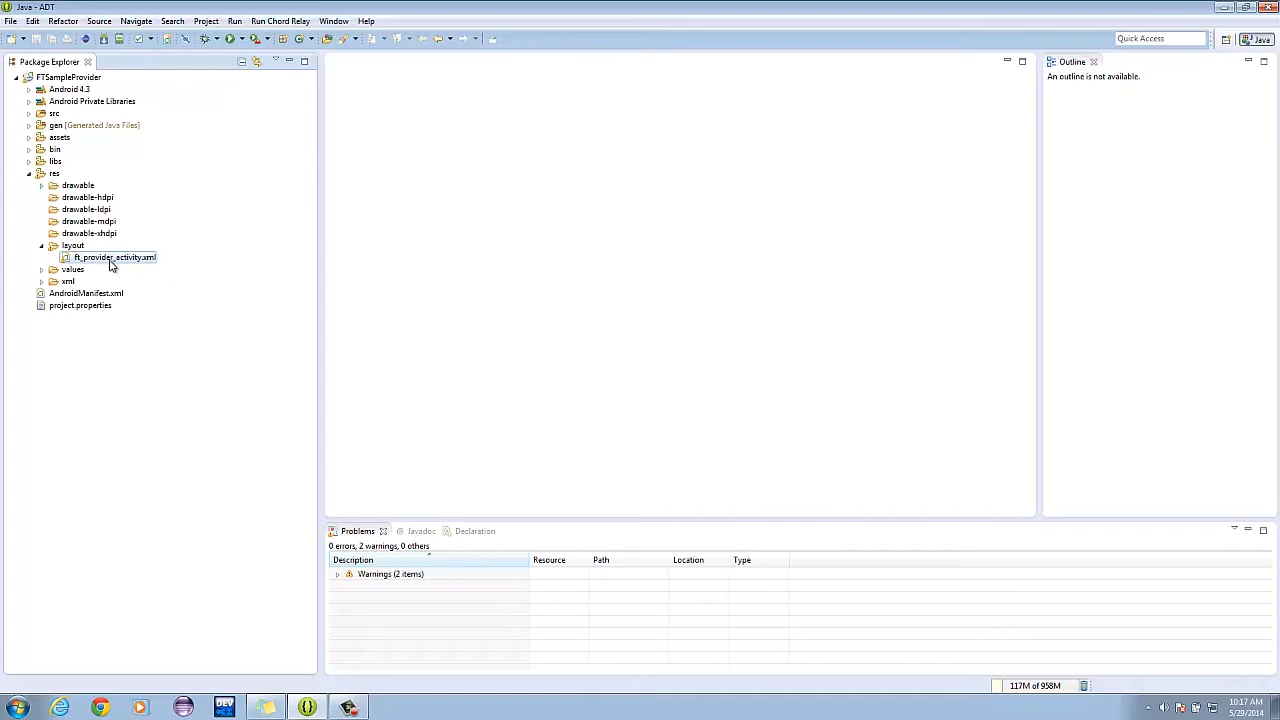 Java - ADT
File Edit Refactor Source Navigate Search Project Run Run Chord Relay Window Help
Quick Access
Java
Package Explorer
FTSampleProvider
Android 4.3
Android Private Libraries
src
gen [Generated Java Files]
assets
bin
libs
res
drawable
drawable-hdpi
drawable-ldpi
drawable-mdpi
drawable-xhdpi
layout
ft_provider_activity.xml
values
xml
AndroidManifest.xml
project.properties
Outline
An outline is not available.
Problems @ Javadoc Declaration
0 errors, 2 warnings, 0 others
Description Resource Path Location Type
Warnings (2 items)
117M of 958M
DEV
10:17 AM
5/29/2014